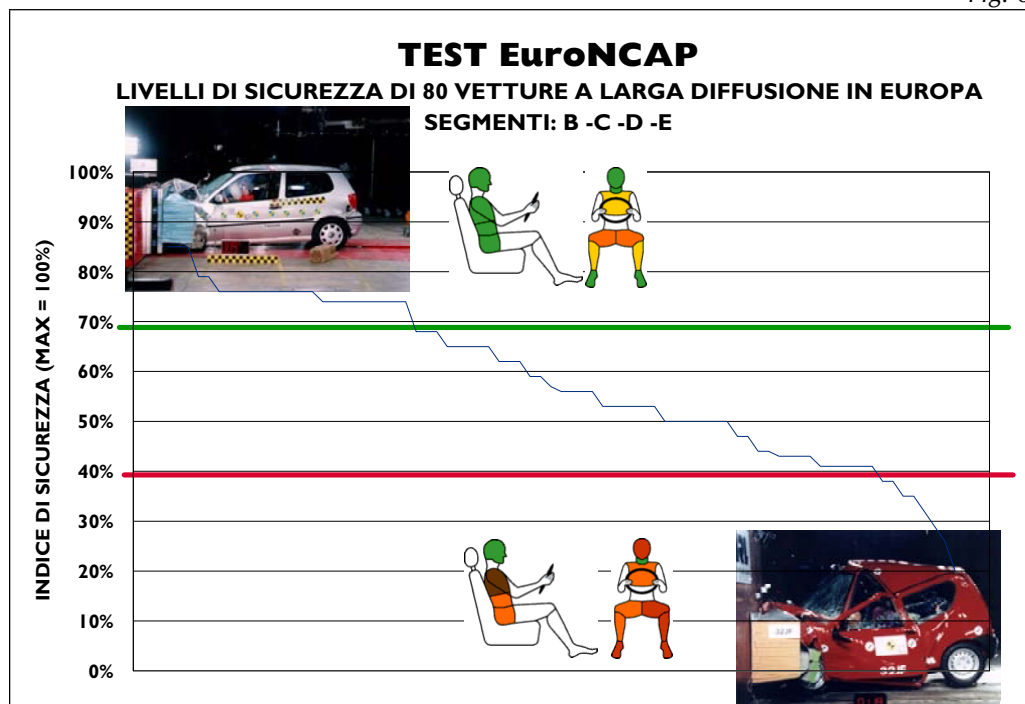 TEST EuroNCAP
LIVELLI DI SICUREZZA DI 80 VETTURE A LARGA DIFFUSIONE IN EUROPA
SEGMENTI: B -C -D -E
INDICE DI SICUREZZA (MAX = 100%)
100%
90%
80%
70%
60%
50%
40%
30%
20%
10%
0%